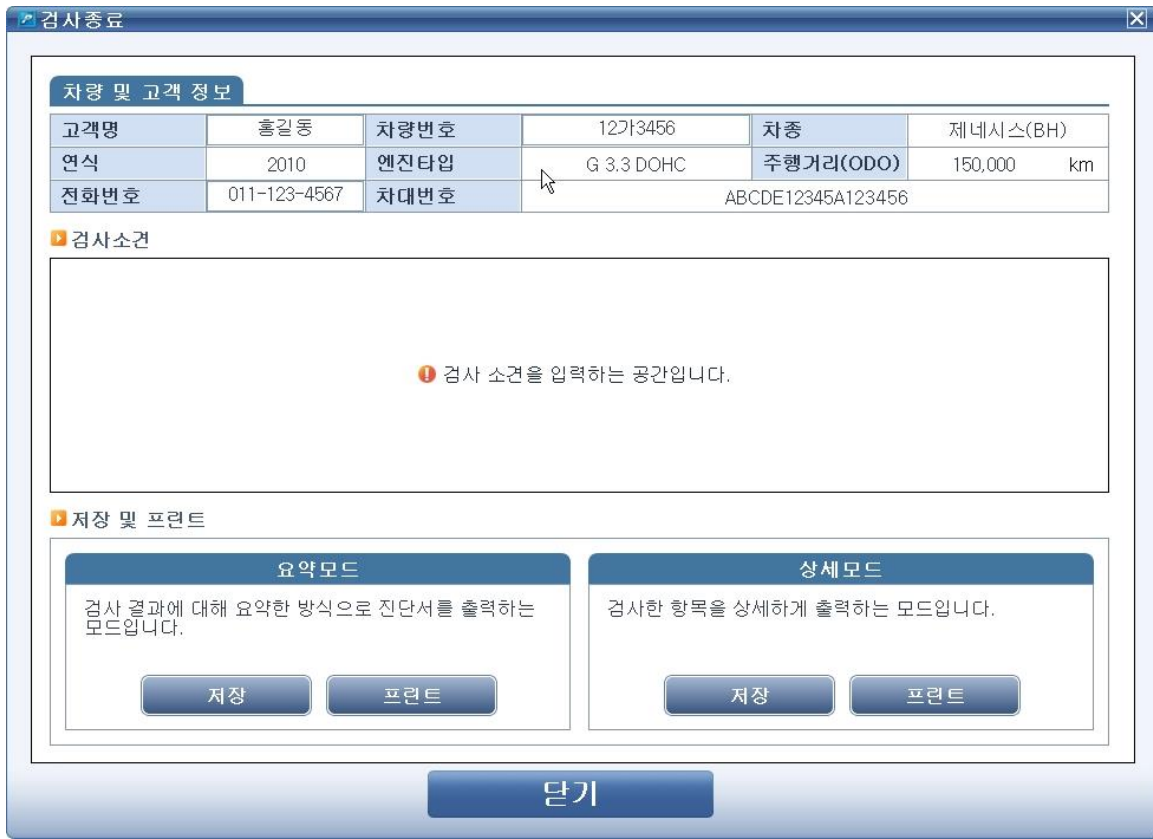 검사종료
차량 및 고객 정보
고객명 홍길동 차량번호 12가3456 차종 제네시스(BH)
연식 2010 엔진타입 G 3.3 DOHC 주행거리(ODO) 150,000 km
전화번호 011-123-4567 차대번호 ABCDE12345A123456
검사소견
검사 소견을 입력하는 공간입니다.
저장 및 프린트
요약모드
검사 결과에 대해 요약한 방식으로 진단서를 출력하는
모드입니다.
저장 프린트
상세모드
검사한 항목을 상세하게 출력하는 모드입니다.
저장 프린트
닫기